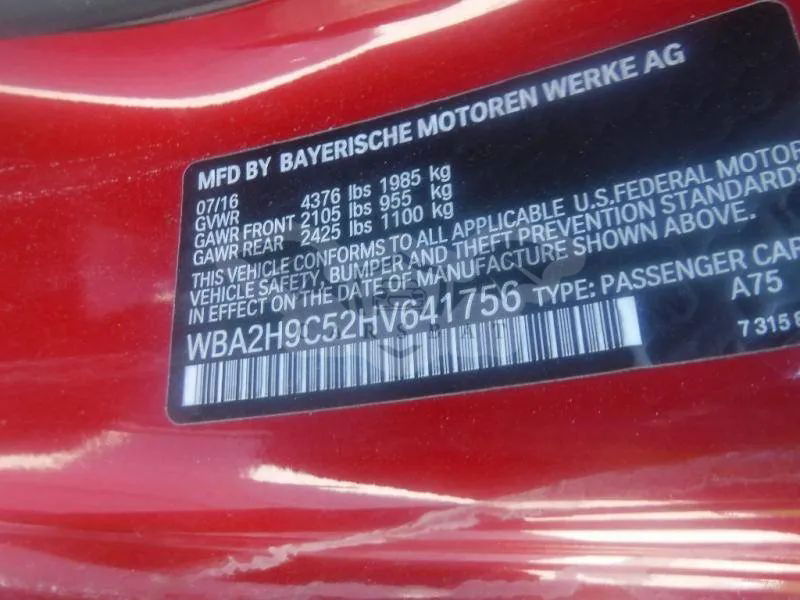 MFD BY BAYERISCHE MOTOREN WERKE AG
07/16
GVWR 4376 lbs 1985 kg
GAWR FRONT 2105 lbs 955 kg
GAWR REAR 2425 lbs 1100 kg
THIS VEHICLE CONFORMS TO ALL APPLICABLE U.S.FEDERAL MOTOR
VEHICLE SAFETY, BUMPER AND THEFT PREVENTION STANDARDS
IN EFFECT ON THE DATE OF MANUFACTURE SHOWN ABOVE.
WBA2H9C52HV641756 TYPE: PASSENGER CAR
A75
7 315